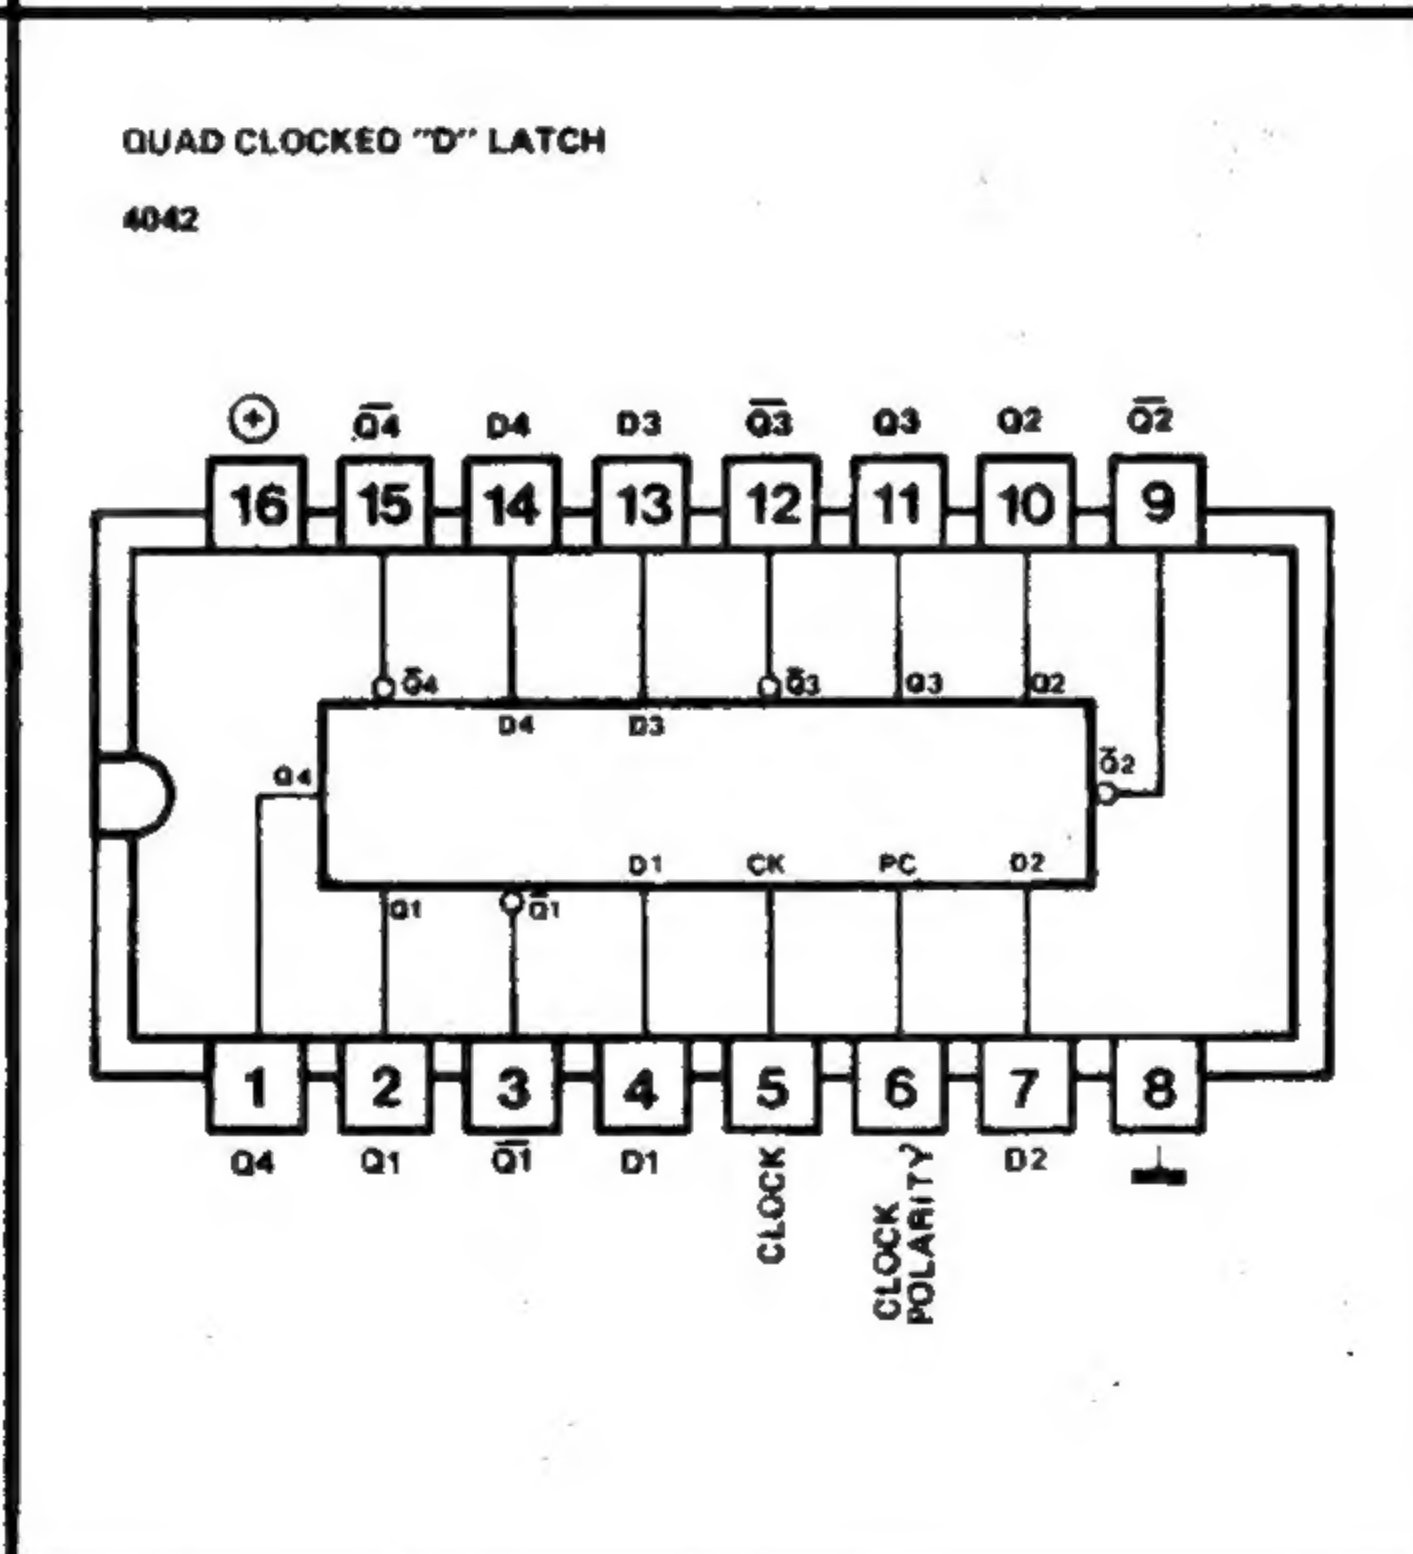 QUAD CLOCKED "D" LATCH
4042
⊕ Q̅4̅ D4 D3 Q̅3̅ Q3 Q2 Q̅2̅
16 15 14 13 12 11 10 9
Q̅4 Q̅3 Q3 Q2
D4 D3
Q4 Q̅2
D1 CK PC D2
Q1 Q̅1
1 2 3 4 5 6 7 8
Q4 Q1 Q̅1̅ D1 D2
CLOCK
CLOCK
POLARITY